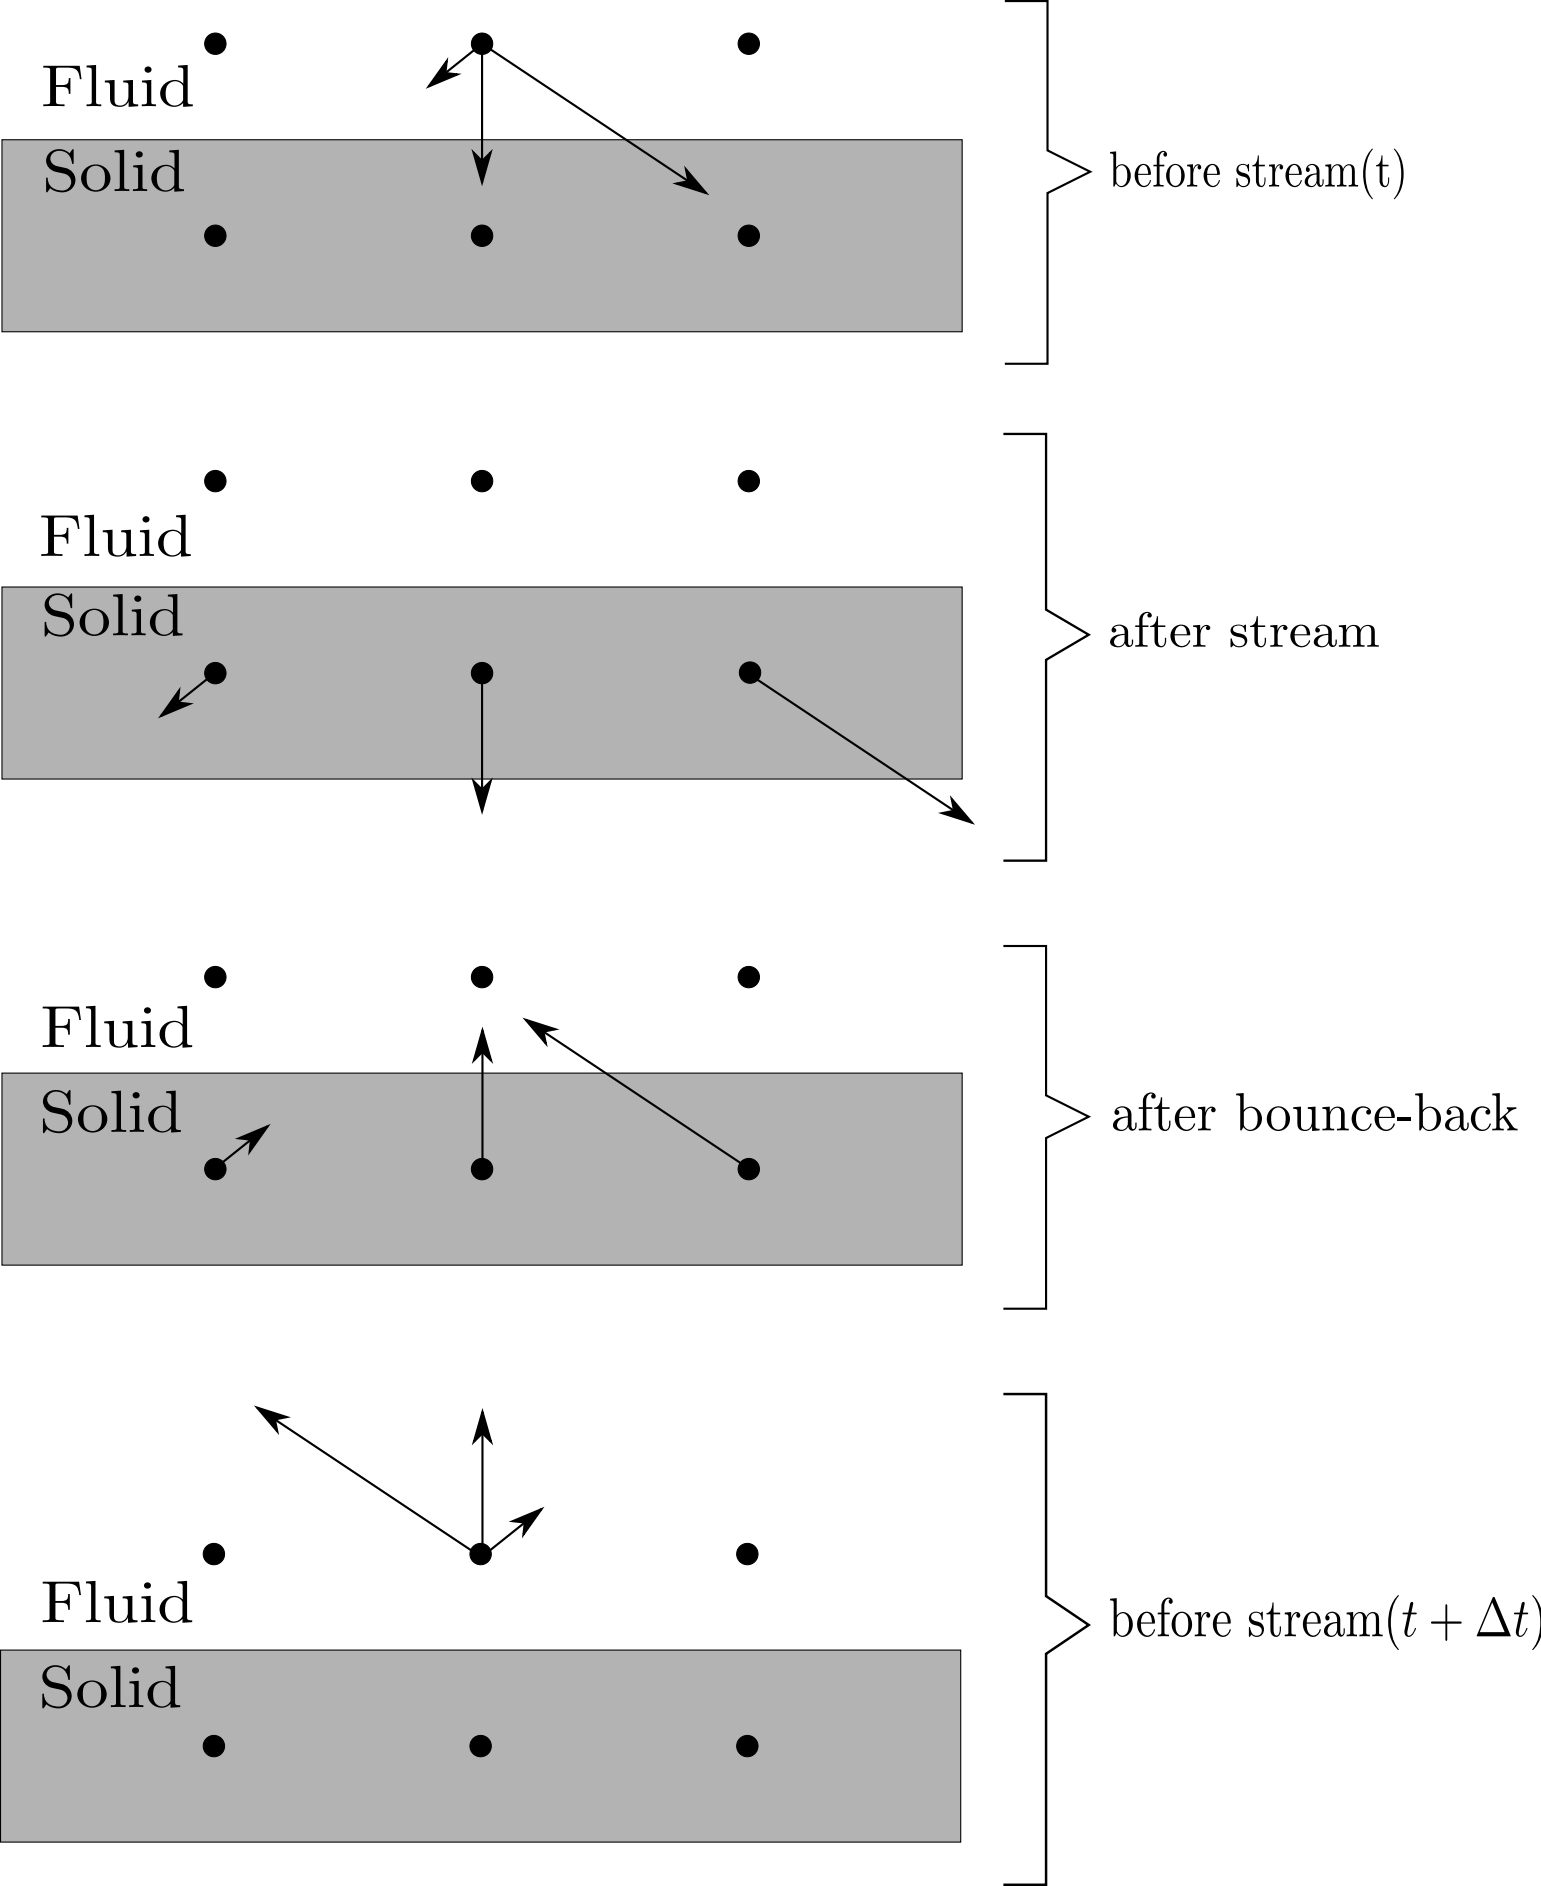 Fluid
Solid
before stream(t)
Fluid
Solid
after stream
Fluid
Solid
after bounce-back
Fluid
Solid
before stream(t + Δt)